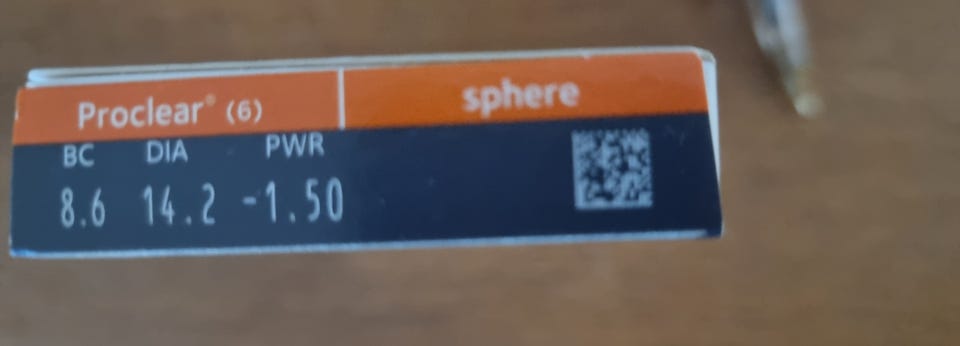 Proclear® (6) sphere
BC DIA PWR
8.6 14.2 -1.50